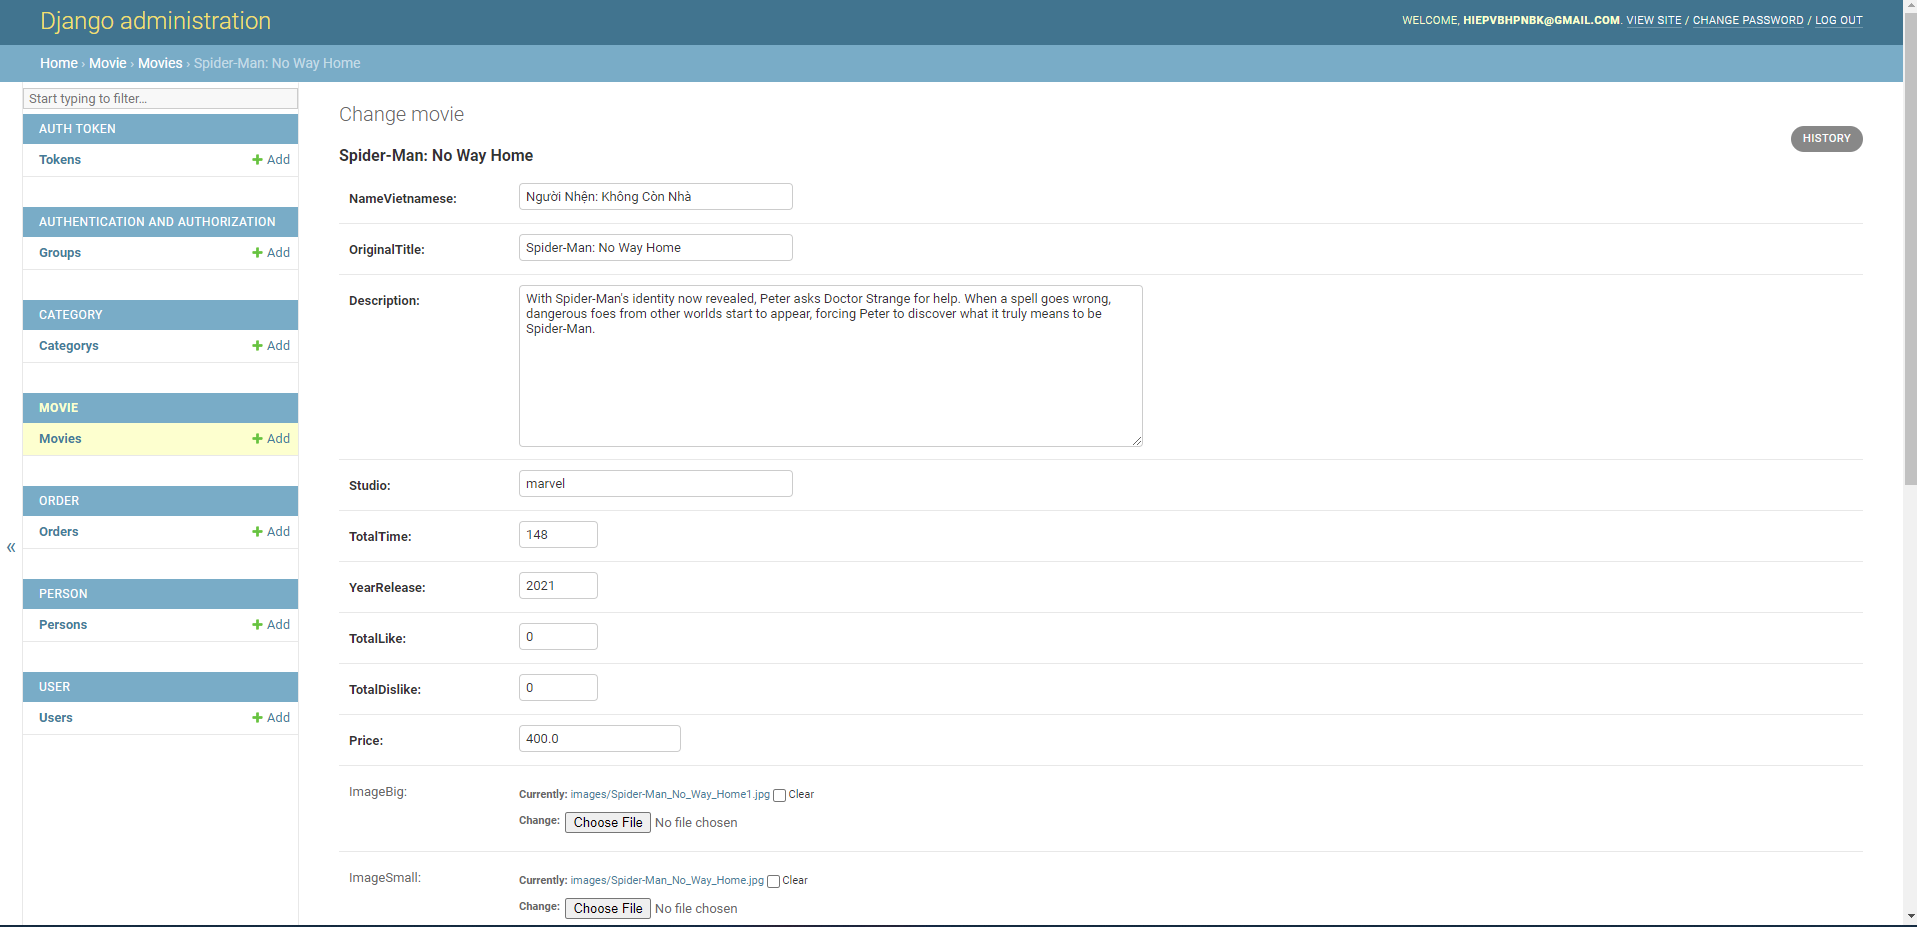 Django administration
WELCOME, HIEPVBHPNBK@GMAIL.COM. VIEW SITE / CHANGE PASSWORD / LOG OUT
Home › Movie › Movies › Spider-Man: No Way Home
Start typing to filter...
AUTH TOKEN
Tokens + Add
AUTHENTICATION AND AUTHORIZATION
Groups + Add
CATEGORY
Categorys + Add
MOVIE
Movies + Add
ORDER
Orders + Add
PERSON
Persons + Add
USER
Users + Add
«
Change movie
HISTORY
Spider-Man: No Way Home
NameVietnamese: Người Nhện: Không Còn Nhà
OriginalTitle: Spider-Man: No Way Home
Description: With Spider-Man's identity now revealed, Peter asks Doctor Strange for help. When a spell goes wrong,
dangerous foes from other worlds start to appear, forcing Peter to discover what it truly means to be
Spider-Man.
Studio: marvel
TotalTime: 148
YearRelease: 2021
TotalLike: 0
TotalDislike: 0
Price: 400.0
ImageBig: Currently: images/Spider-Man_No_Way_Home1.jpg Clear
Change: Choose File No file chosen
ImageSmall: Currently: images/Spider-Man_No_Way_Home.jpg Clear
Change: Choose File No file chosen